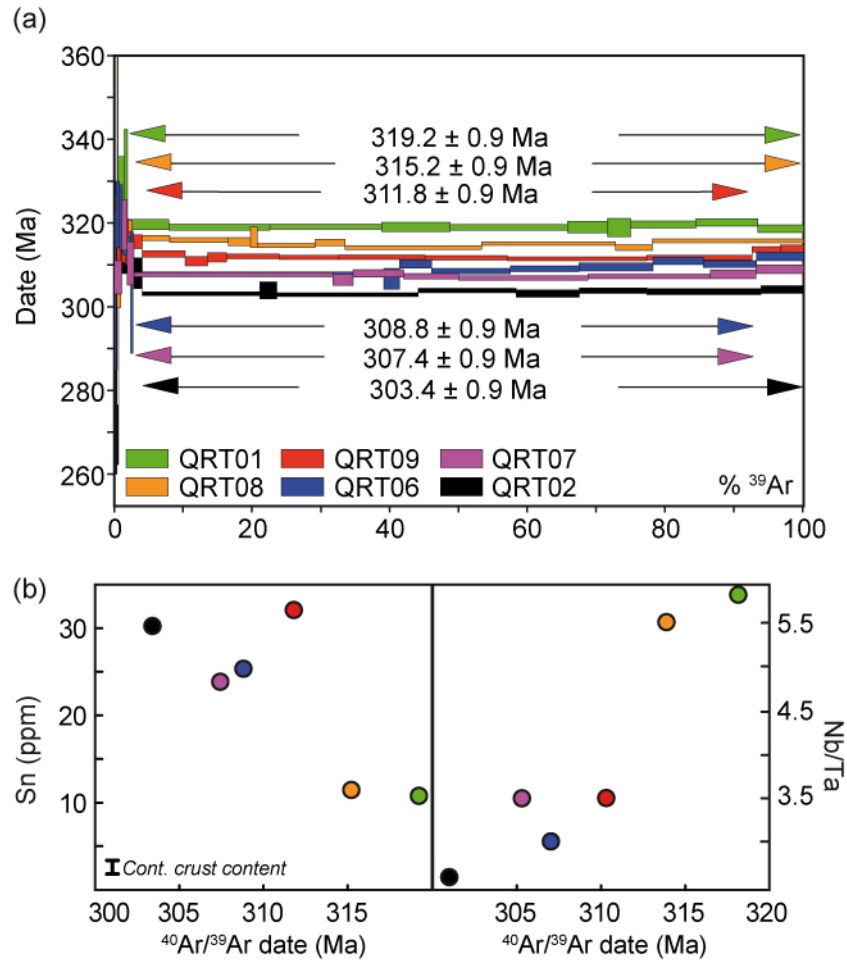 (a)
360
340
320
300
280
260
Date (Ma)
319.2 ± 0.9 Ma
315.2 ± 0.9 Ma
311.8 ± 0.9 Ma
308.8 ± 0.9 Ma
307.4 ± 0.9 Ma
303.4 ± 0.9 Ma
QRT01 QRT09 QRT07
QRT08 QRT06 QRT02 % ³⁹Ar
0 20 40 60 80 100
(b)
30
20
10
Sn (ppm)
Cont. crust content
5.5
4.5
3.5
Nb/Ta
300 305 310 315 305 310 315 320
⁴⁰Ar/³⁹Ar date (Ma) ⁴⁰Ar/³⁹Ar date (Ma)